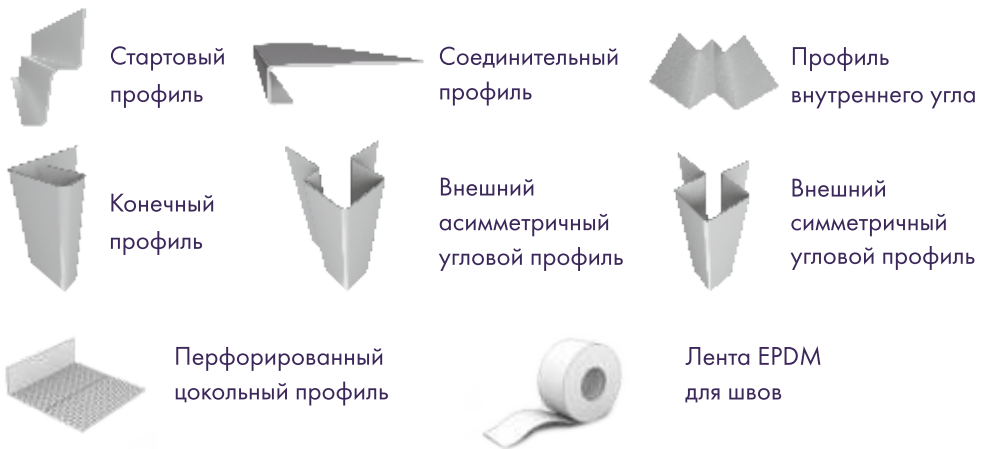 Стартовый
профиль
Соединительный
профиль
Профиль
внутреннего угла
Конечный
профиль
Внешний
асимметричный
угловой профиль
Внешний
симметричный
угловой профиль
Перфорированный
цокольный профиль
Лента EPDM
для швов